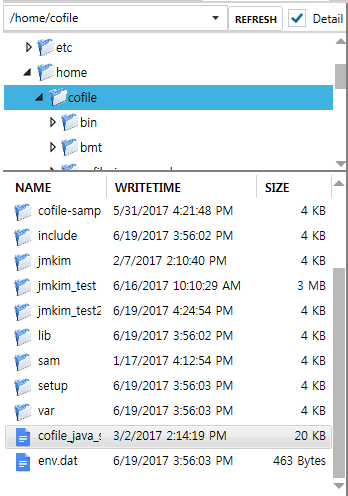 /home/cofile REFRESH Detail
etc
home
cofile
bin
bmt
NAME WRITETIME SIZE
cofile-samp 5/31/2017 4:21:48 PM 4 KB
include 6/19/2017 3:56:02 PM 4 KB
jmkim 2/7/2017 2:10:40 PM 4 KB
jmkim_test 6/16/2017 10:10:29 AM 3 MB
jmkim_test2 6/19/2017 4:24:54 PM 4 KB
lib 6/19/2017 3:56:02 PM 4 KB
sam 1/17/2017 4:12:54 PM 4 KB
setup 6/19/2017 3:56:03 PM 4 KB
var 6/19/2017 3:56:03 PM 4 KB
cofile_java_s 3/2/2017 2:14:19 PM 20 KB
env.dat 6/19/2017 3:56:03 PM 463 Bytes